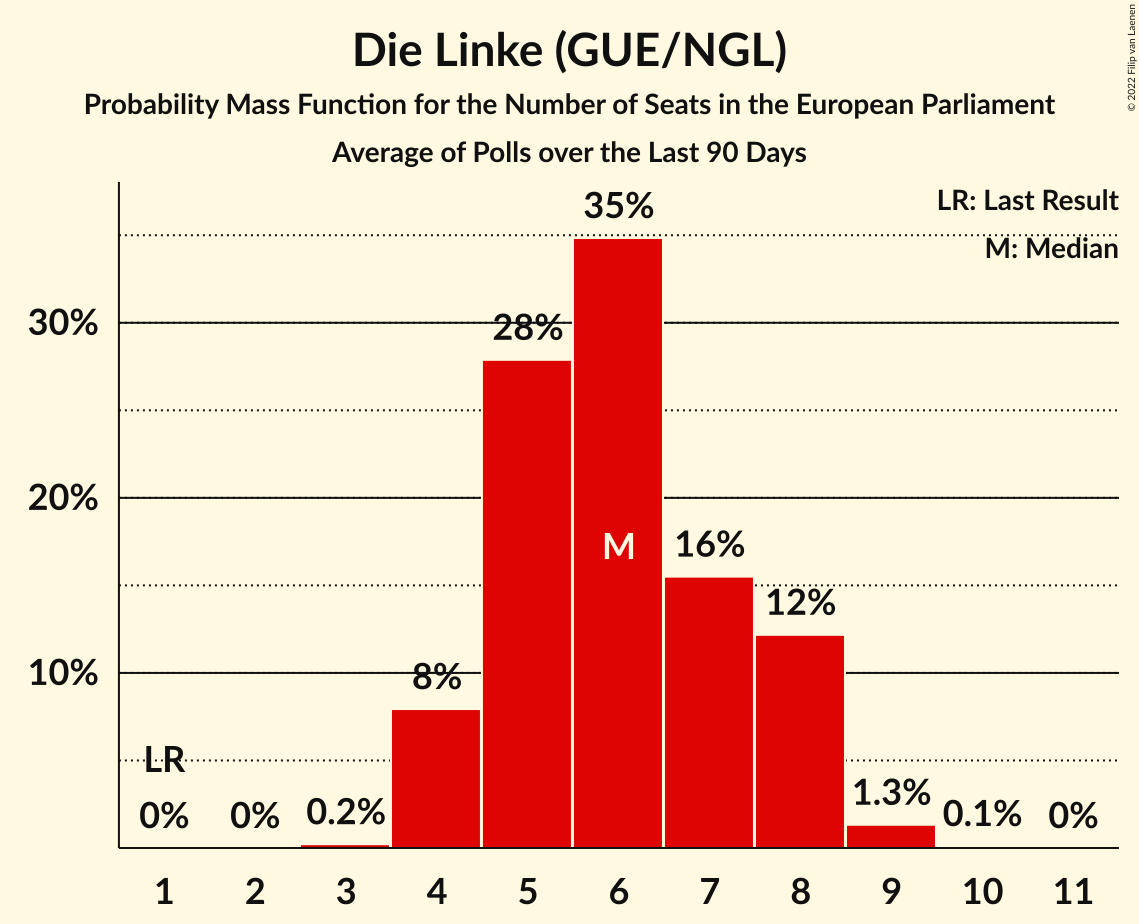 Die Linke (GUE/NGL)
Probability Mass Function for the Number of Seats in the European Parliament
Average of Polls over the Last 90 Days
© 2022 Filip van Laenen
LR: Last Result
M: Median
35%
30%
28%
20%
M
16%
12%
10%
8%
LR
0%
0%
0.2%
1.3%
0.1%
0%
1 2 3 4 5 6 7 8 9 10 11